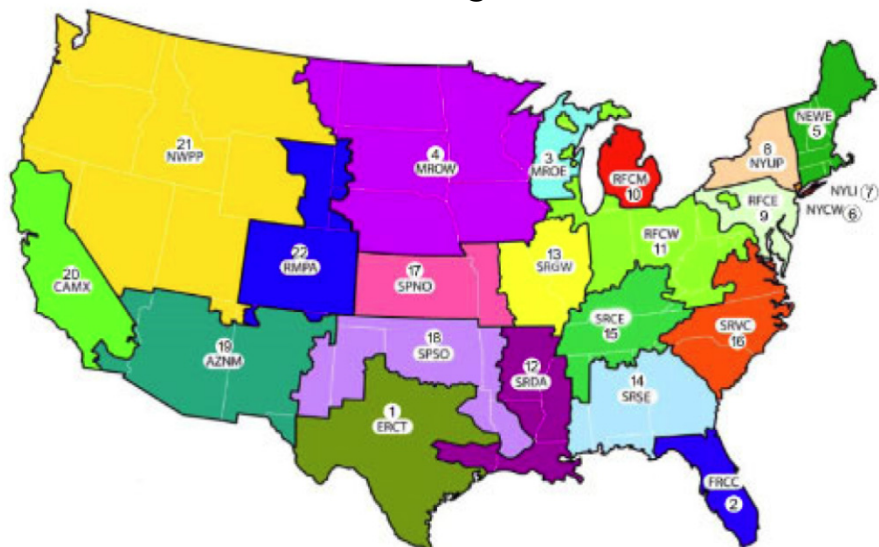 21
NWPP
4
MROW
3
MROE
RFCM
10
8
NYUP
NEWE
5
NYLI 7
NYCW 6
RFCE
9
RFCW
11
13
SRGW
22
RMPA
17
SPNO
20
CAMX
19
AZNM
18
SPSO
12
SRDA
SRCE
15
SRVC
16
14
SRSE
1
ERCT
FRCC
2